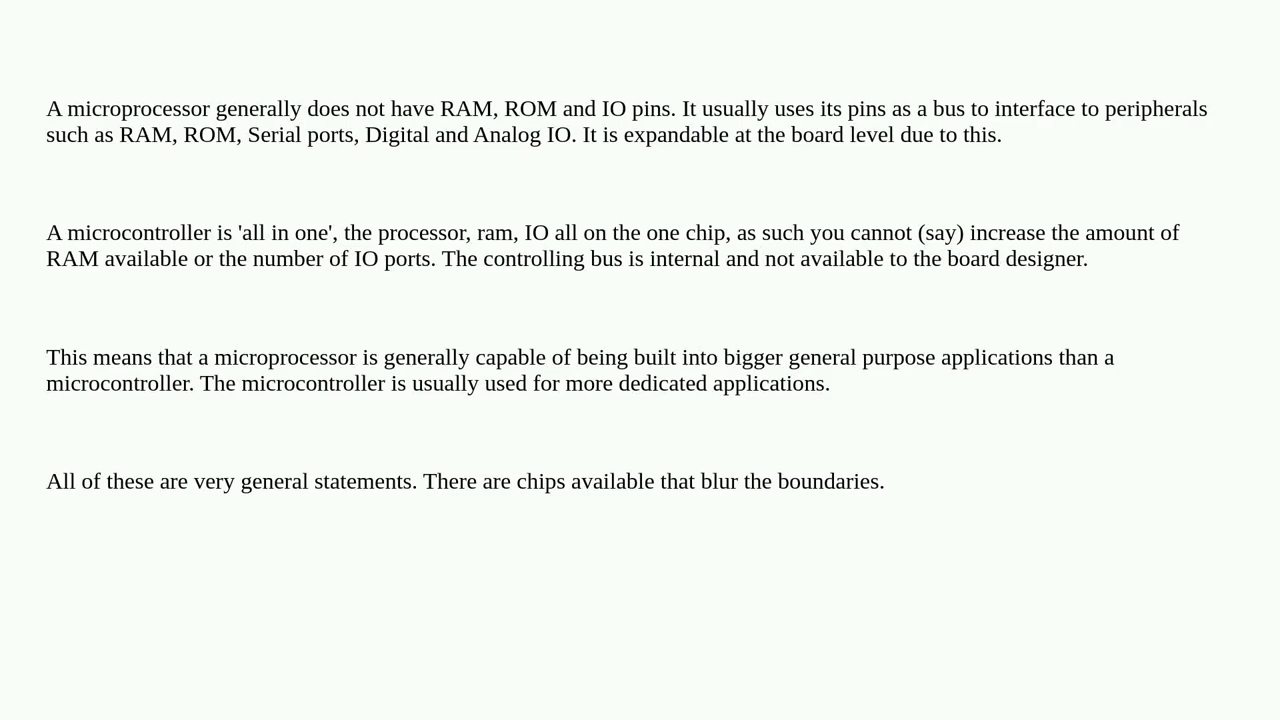 A microprocessor generally does not have RAM, ROM and IO pins. It usually uses its pins as a bus to interface to peripherals
such as RAM, ROM, Serial ports, Digital and Analog IO. It is expandable at the board level due to this.
A microcontroller is 'all in one', the processor, ram, IO all on the one chip, as such you cannot (say) increase the amount of
RAM available or the number of IO ports. The controlling bus is internal and not available to the board designer.
This means that a microprocessor is generally capable of being built into bigger general purpose applications than a
microcontroller. The microcontroller is usually used for more dedicated applications.
All of these are very general statements. There are chips available that blur the boundaries.